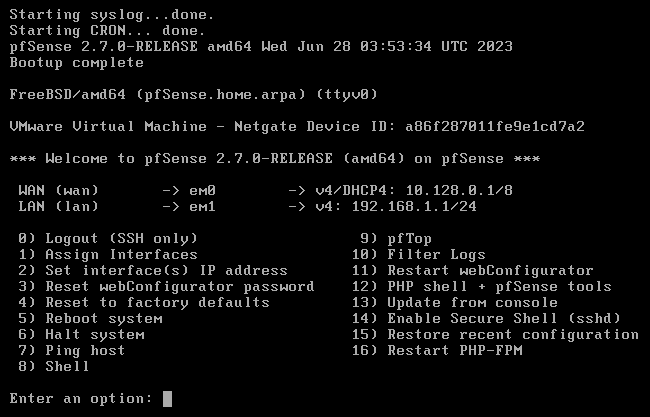 Starting syslog...done.
Starting CRON... done.
pfSense 2.7.0-RELEASE amd64 Wed Jun 28 03:53:34 UTC 2023
Bootup complete

FreeBSD/amd64 (pfSense.home.arpa) (ttyv0)

VMware Virtual Machine - Netgate Device ID: a86f287011fe9e1cd7a2

*** Welcome to pfSense 2.7.0-RELEASE (amd64) on pfSense ***

 WAN (wan)       -> em0        -> v4/DHCP4: 10.128.0.1/8
 LAN (lan)       -> em1        -> v4: 192.168.1.1/24

 0) Logout (SSH only)                  9) pfTop
 1) Assign Interfaces                 10) Filter Logs
 2) Set interface(s) IP address       11) Restart webConfigurator
 3) Reset webConfigurator password    12) PHP shell + pfSense tools
 4) Reset to factory defaults         13) Update from console
 5) Reboot system                     14) Enable Secure Shell (sshd)
 6) Halt system                       15) Restore recent configuration
 7) Ping host                         16) Restart PHP-FPM
 8) Shell

Enter an option: